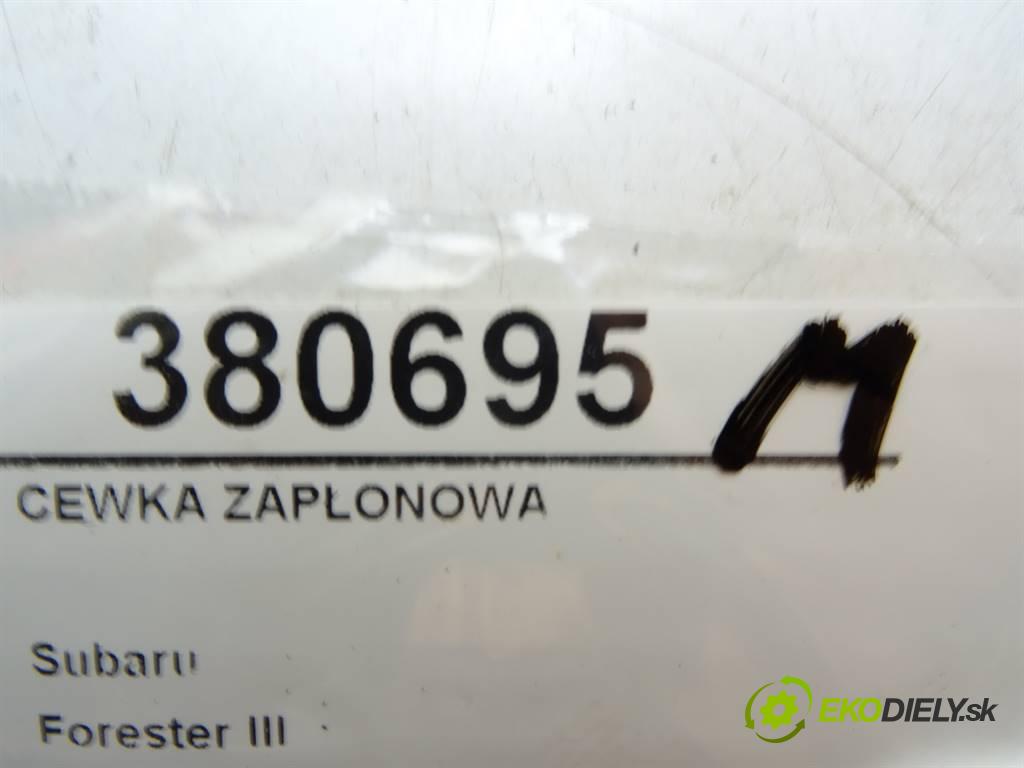 380695 M
CEWKA ZAPŁONOWA
Subaru
Forester III
EKODIELY.sk